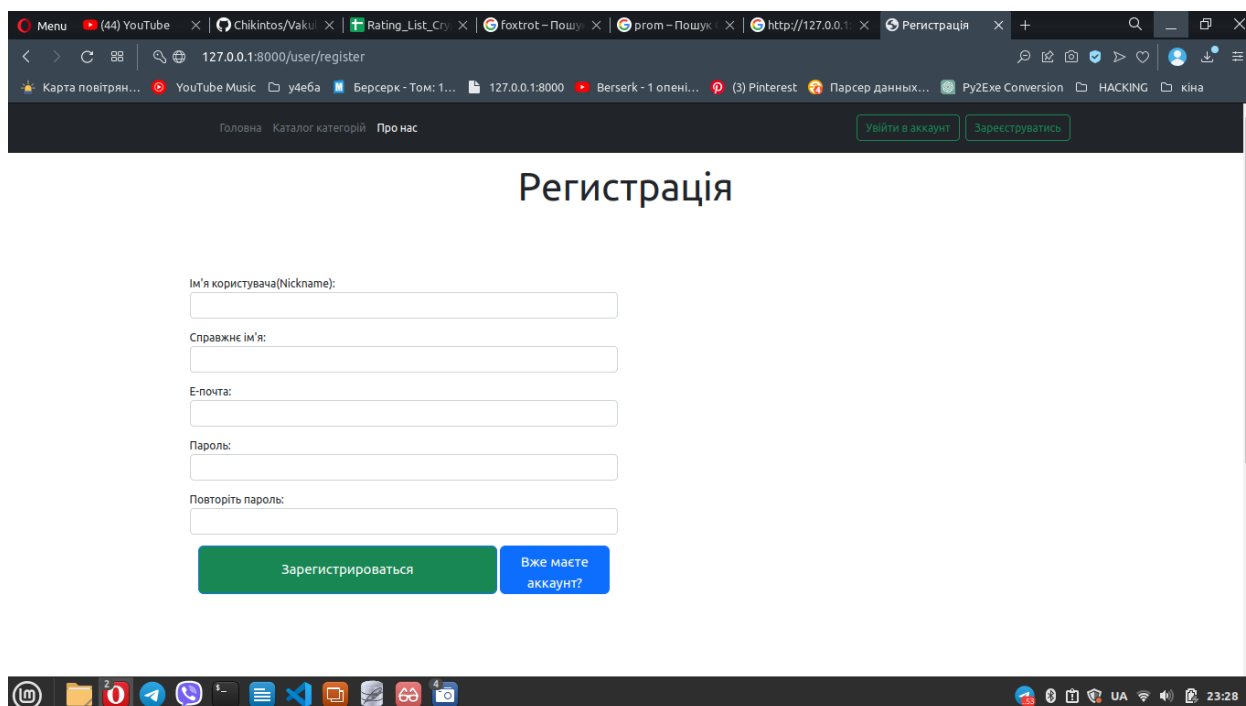 Menu
(44) YouTube
Chikintos/Vakul
Rating_List_Cry
foxtrot – Пошу
prom – Пошук
http://127.0.0.1:
Регистрація
127.0.0.1:8000/user/register
Карта повітрян...
YouTube Music
у4еба
Берсерк - Том: 1...
127.0.0.1:8000
Berserk - 1 опені...
(3) Pinterest
Парсер данных...
Py2Exe Conversion
HACKING
кіна
Головна Каталог категорій Про нас
Увійти в аккаунт
Зареєструватись
Регистрація
Ім'я користувача(Nickname):
Справжнє ім'я:
Е-почта:
Пароль:
Повторіть пароль:
Зарегистрироваться
Вже маєте
аккаунт?
2
4
53
UA
23:28